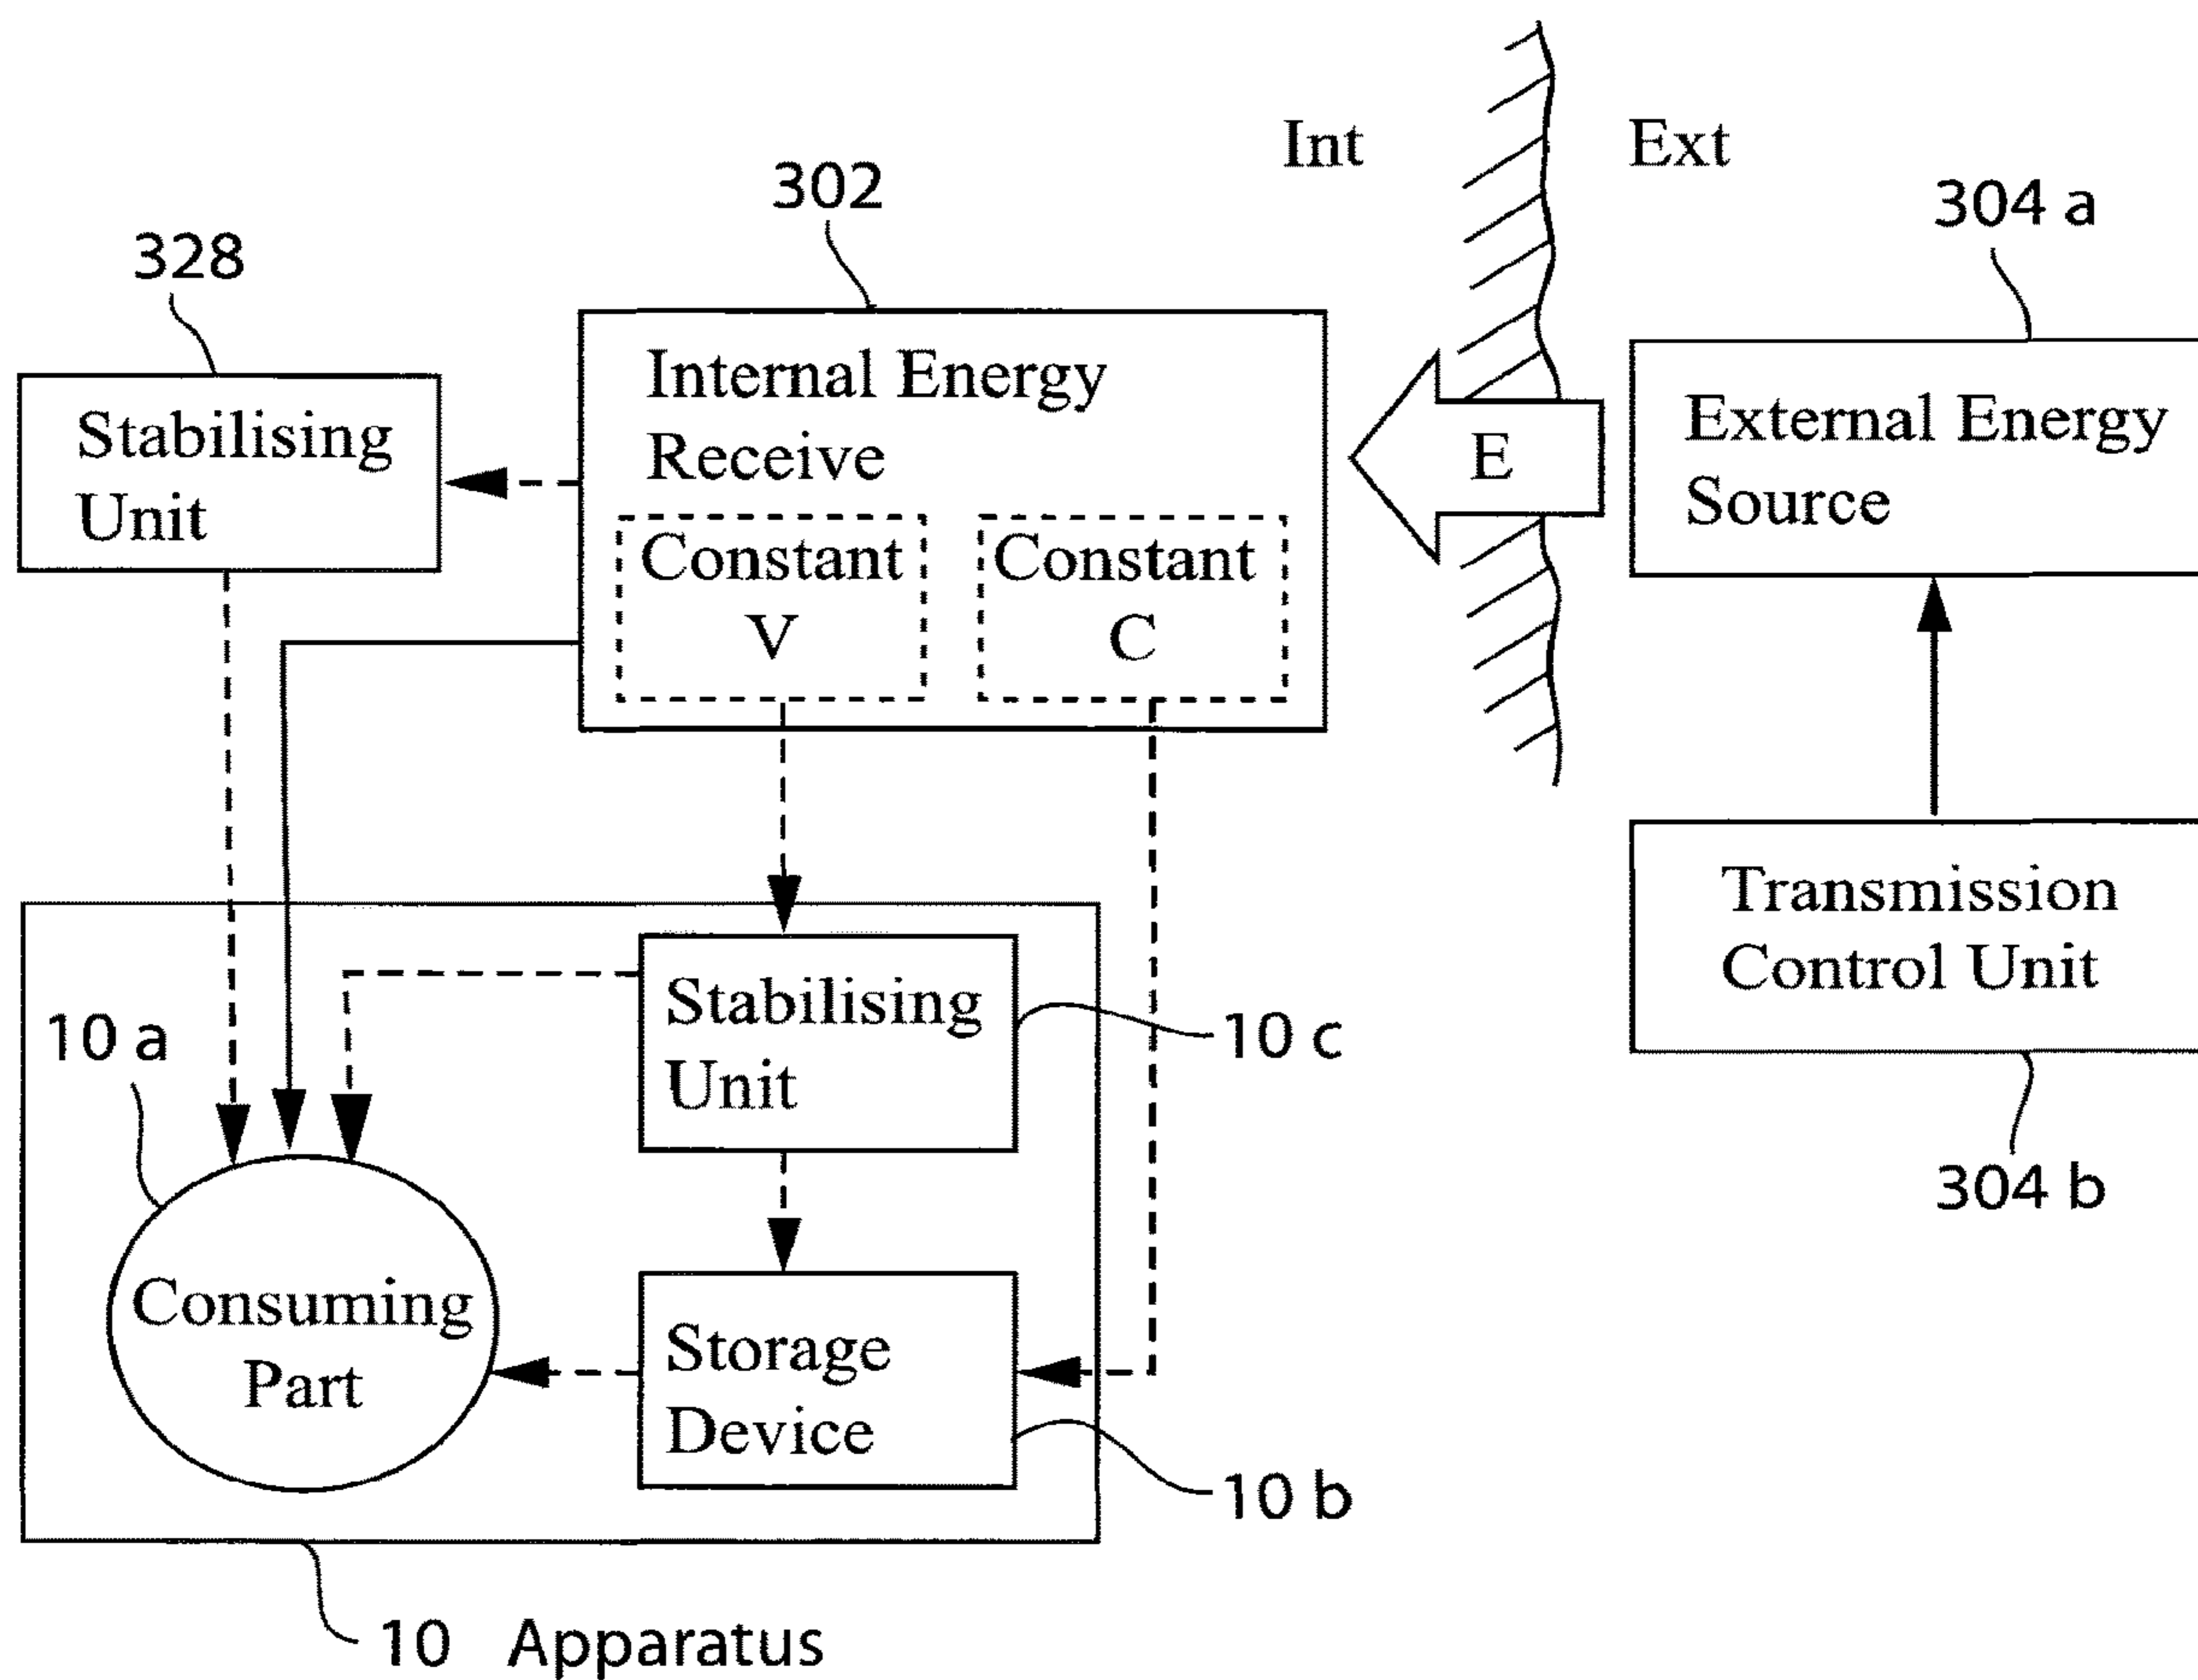 Int
Ext
302
304 a
328
Internal Energy
Receive
Stabilising
Unit
E
External Energy
Source
Constant
V
Constant
C
Transmission
Control Unit
Stabilising
Unit
10 a
10 c
304 b
Consuming
Part
Storage
Device
10 b
10 Apparatus